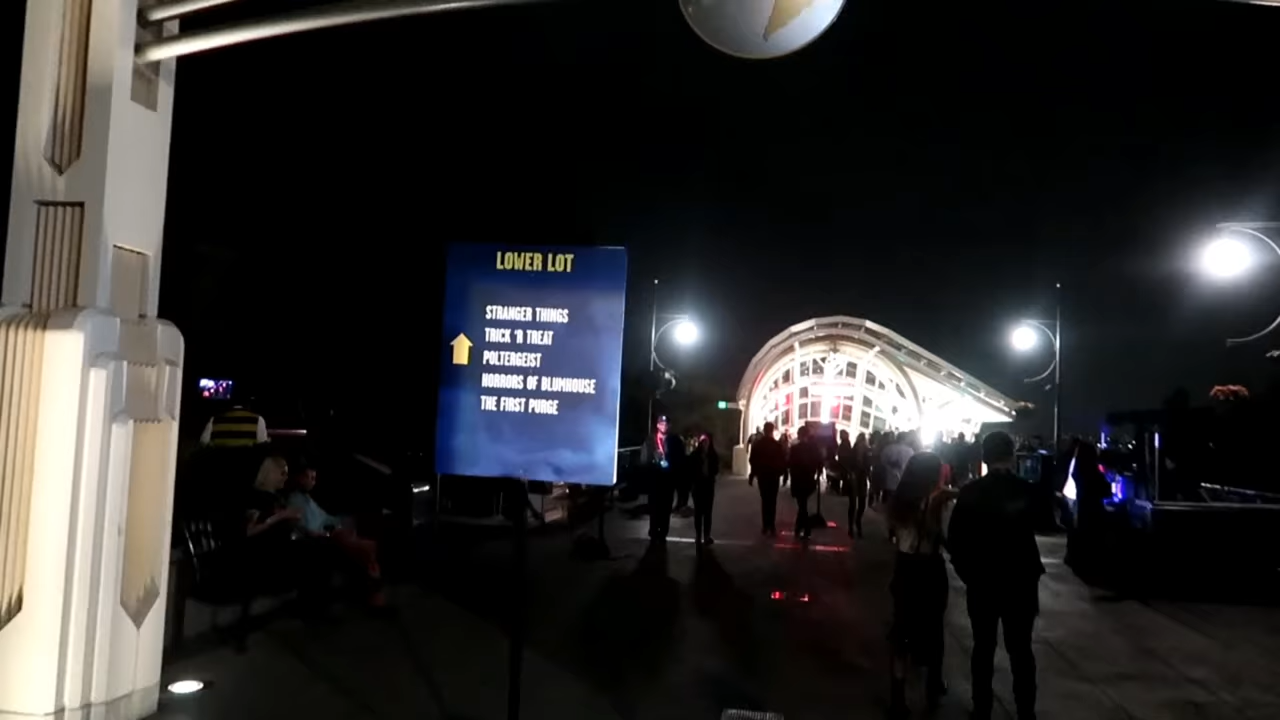 LOWER LOT
STRANGER THINGS
TRICK 'R TREAT
POLTERGEIST
HORRORS OF BLUMHOUSE
THE FIRST PURGE